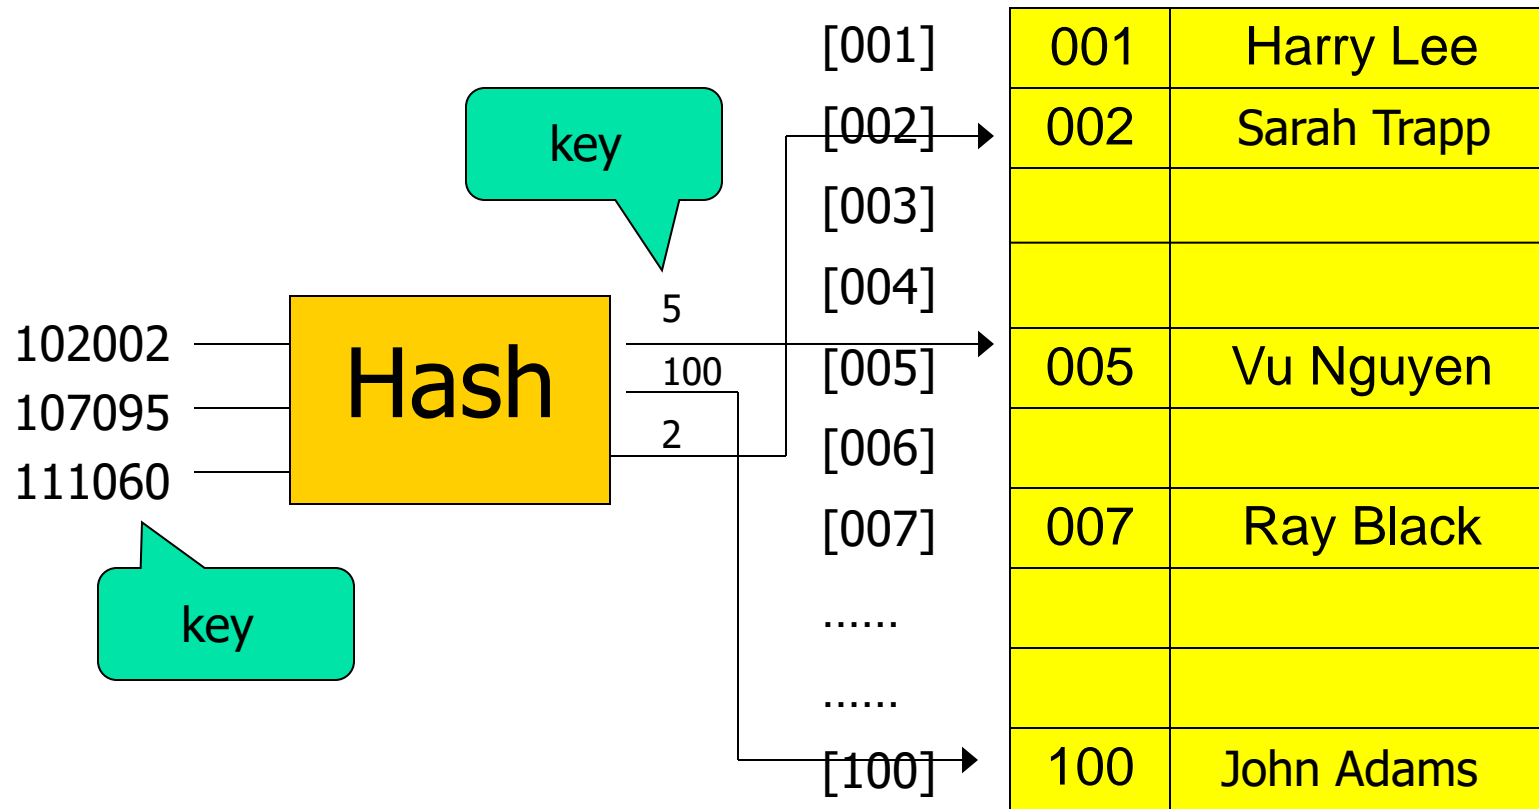 key
102002
107095
111060
key
Hash
5
100
2
[001]
[002]
[003]
[004]
[005]
[006]
[007]
......
......
[100]
001 Harry Lee
002 Sarah Trapp
005 Vu Nguyen
007 Ray Black
100 John Adams